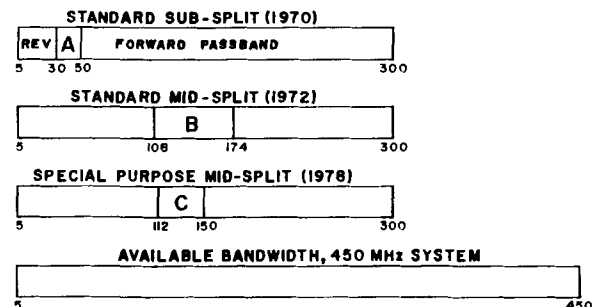 STANDARD SUB-SPLIT (1970)
REV A FORWARD PASSBAND
5 30 50 300
STANDARD MID-SPLIT (1972)
B
5 108 174 300
SPECIAL PURPOSE MID-SPLIT (1978)
C
5 112 150 300
AVAILABLE BANDWIDTH, 450 MHz SYSTEM
5 450